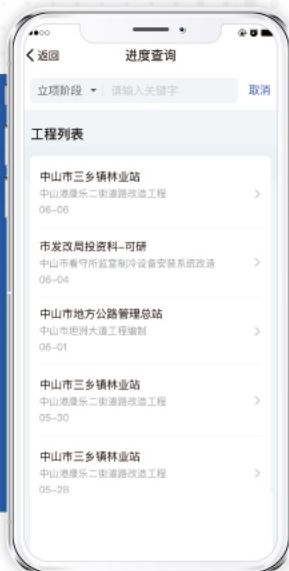 返回
进度查询
立项阶段
请输入关键字
取消
工程列表
中山市三乡镇林业站
中山港康乐二街道路改造工程
06-06
市发改局投资科-可研
中山市看守所监室制冷设备安装系统改造
06-04
中山市地方公路管理总站
中山市坦洲大道工程编制
06-01
中山市三乡镇林业站
中山港康乐二街道路改造工程
05-30
中山市三乡镇林业站
中山港康乐二街道路改造工程
05-28